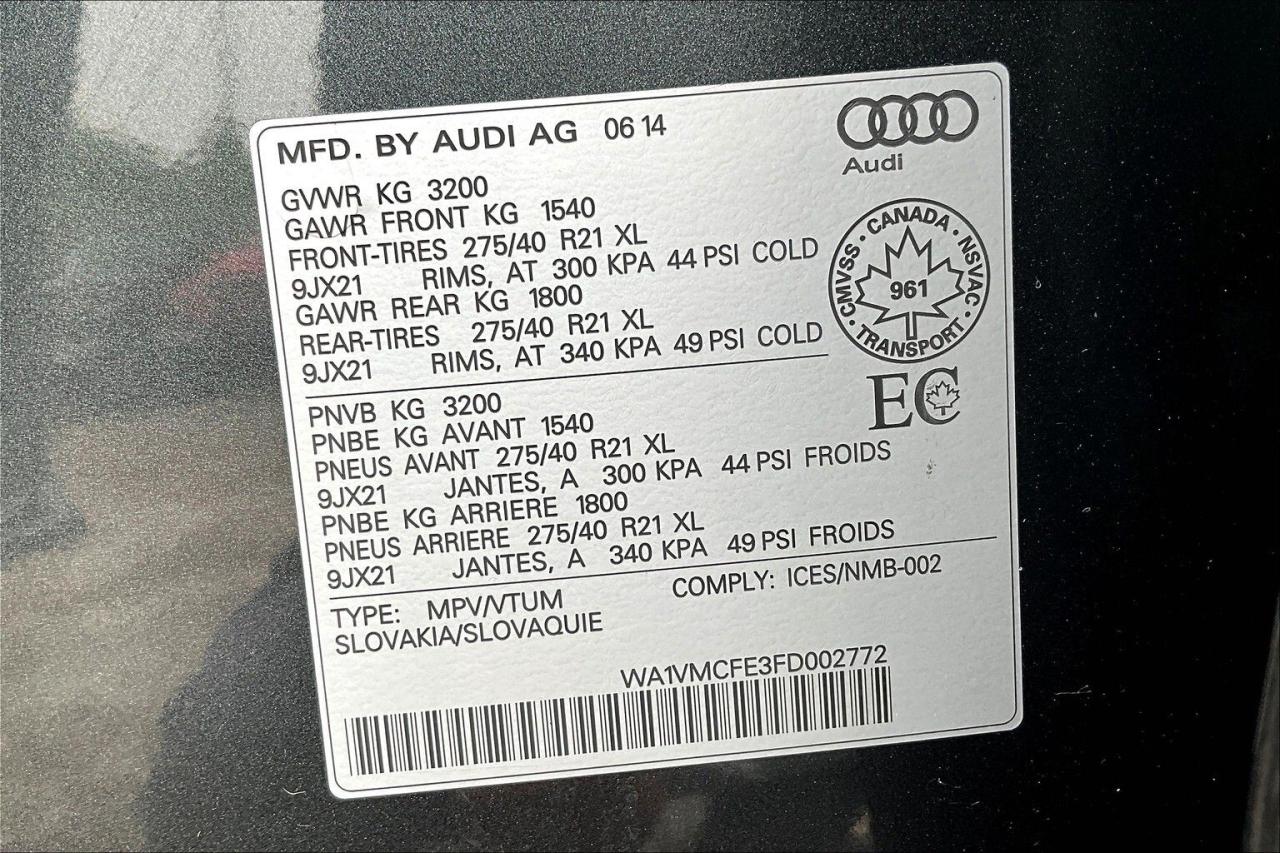 MFD. BY AUDI AG 06 14
Audi
GVWR KG 3200
GAWR FRONT KG 1540
FRONT-TIRES 275/40 R21 XL
9JX21 RIMS, AT 300 KPA 44 PSI COLD
GAWR REAR KG 1800
REAR-TIRES 275/40 R21 XL
9JX21 RIMS, AT 340 KPA 49 PSI COLD
CMVSS · CANADA · NSVAC · TRANSPORT ·
961
EC
PNVB KG 3200
PNBE KG AVANT 1540
PNEUS AVANT 275/40 R21 XL
9JX21 JANTES, A 300 KPA 44 PSI FROIDS
PNBE KG ARRIERE 1800
PNEUS ARRIERE 275/40 R21 XL
9JX21 JANTES, A 340 KPA 49 PSI FROIDS
TYPE: MPV/VTUM COMPLY: ICES/NMB-002
SLOVAKIA/SLOVAQUIE
WA1VMCFE3FD002772